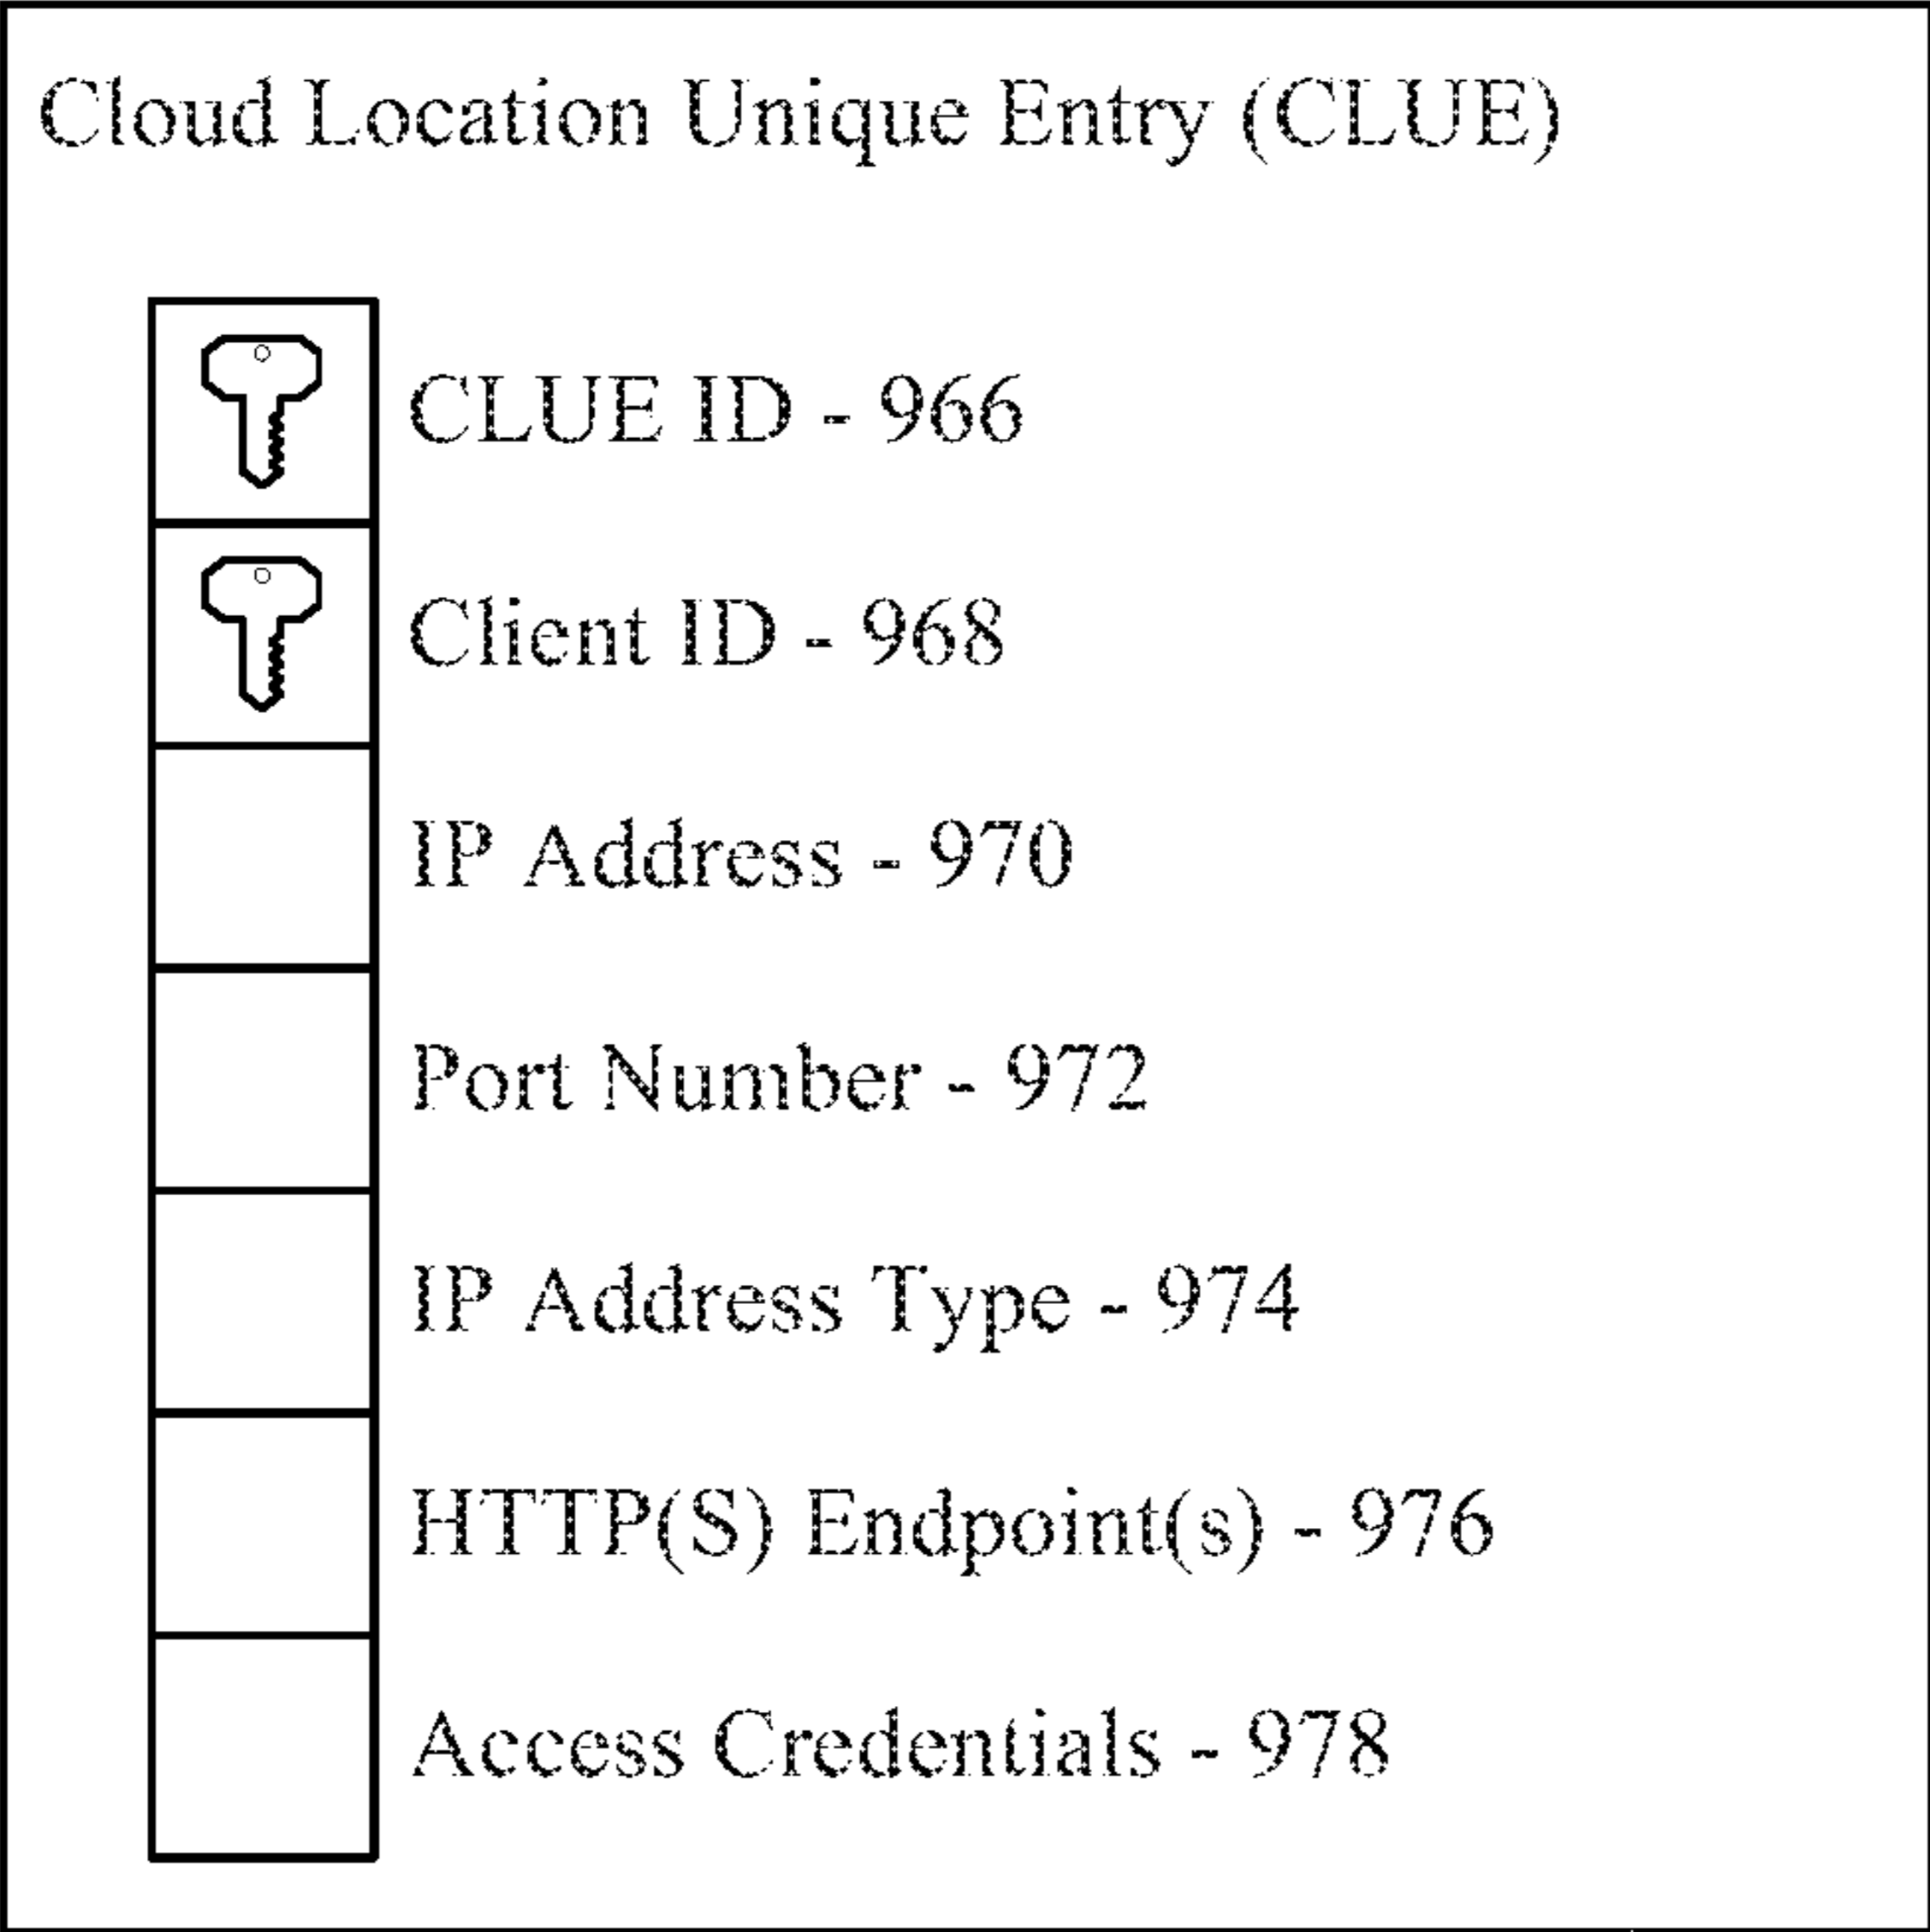 Cloud Location Unique Entry (CLUE)
CLUE ID - 966
Client ID - 968
IP Address - 970
Port Number - 972
IP Address Type - 974
HTTP(S) Endpoint(s) - 976
Access Credentials - 978